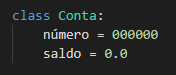 class Conta:
    número = 000000
    saldo = 0.0